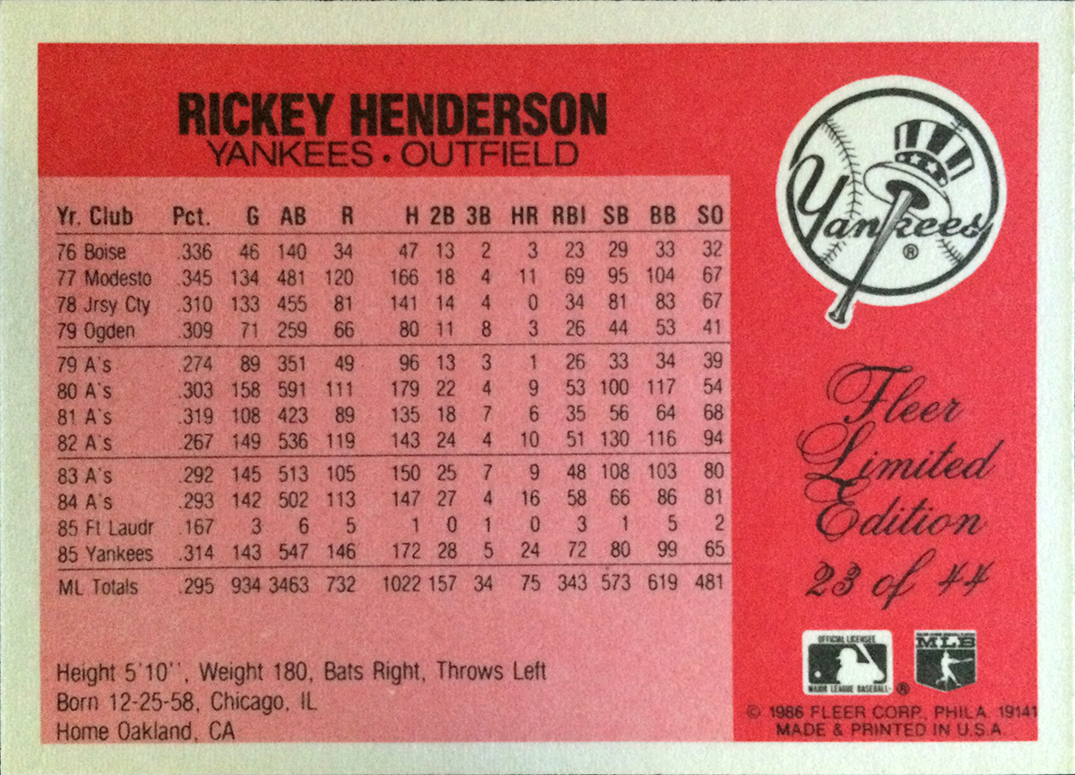 RICKEY HENDERSON
YANKEES • OUTFIELD
Yankees
®
Yr. Club Pct. G AB R H 2B 3B HR RBI SB BB SO
76 Boise .336 46 140 34 47 13 2 3 23 29 33 32
77 Modesto .345 134 481 120 166 18 4 11 69 95 104 67
78 Jrsy Cty .310 133 455 81 141 14 4 0 34 81 83 67
79 Ogden .309 71 259 66 80 11 8 3 26 44 53 41
79 A's .274 89 351 49 96 13 3 1 26 33 34 39
80 A's .303 158 591 111 179 22 4 9 53 100 117 54
81 A's .319 108 423 89 135 18 7 6 35 56 64 68
82 A's .267 149 536 119 143 24 4 10 51 130 116 94
83 A's .292 145 513 105 150 25 7 9 48 108 103 80
84 A's .293 142 502 113 147 27 4 16 58 66 86 81
85 Ft Laudr .167 3 6 5 1 0 1 0 3 1 5 2
85 Yankees .314 143 547 146 172 28 5 24 72 80 99 65
ML Totals .295 934 3463 732 1022 157 34 75 343 573 619 481
Height 5'10'', Weight 180, Bats Right, Throws Left
Born 12-25-58, Chicago, IL
Home Oakland, CA
Fleer
Limited
Edition
23 of 44
OFFICIAL LICENSEE
MAJOR LEAGUE BASEBALL ®
MLB
© 1986 FLEER CORP., PHILA. 19141
MADE & PRINTED IN U.S.A.